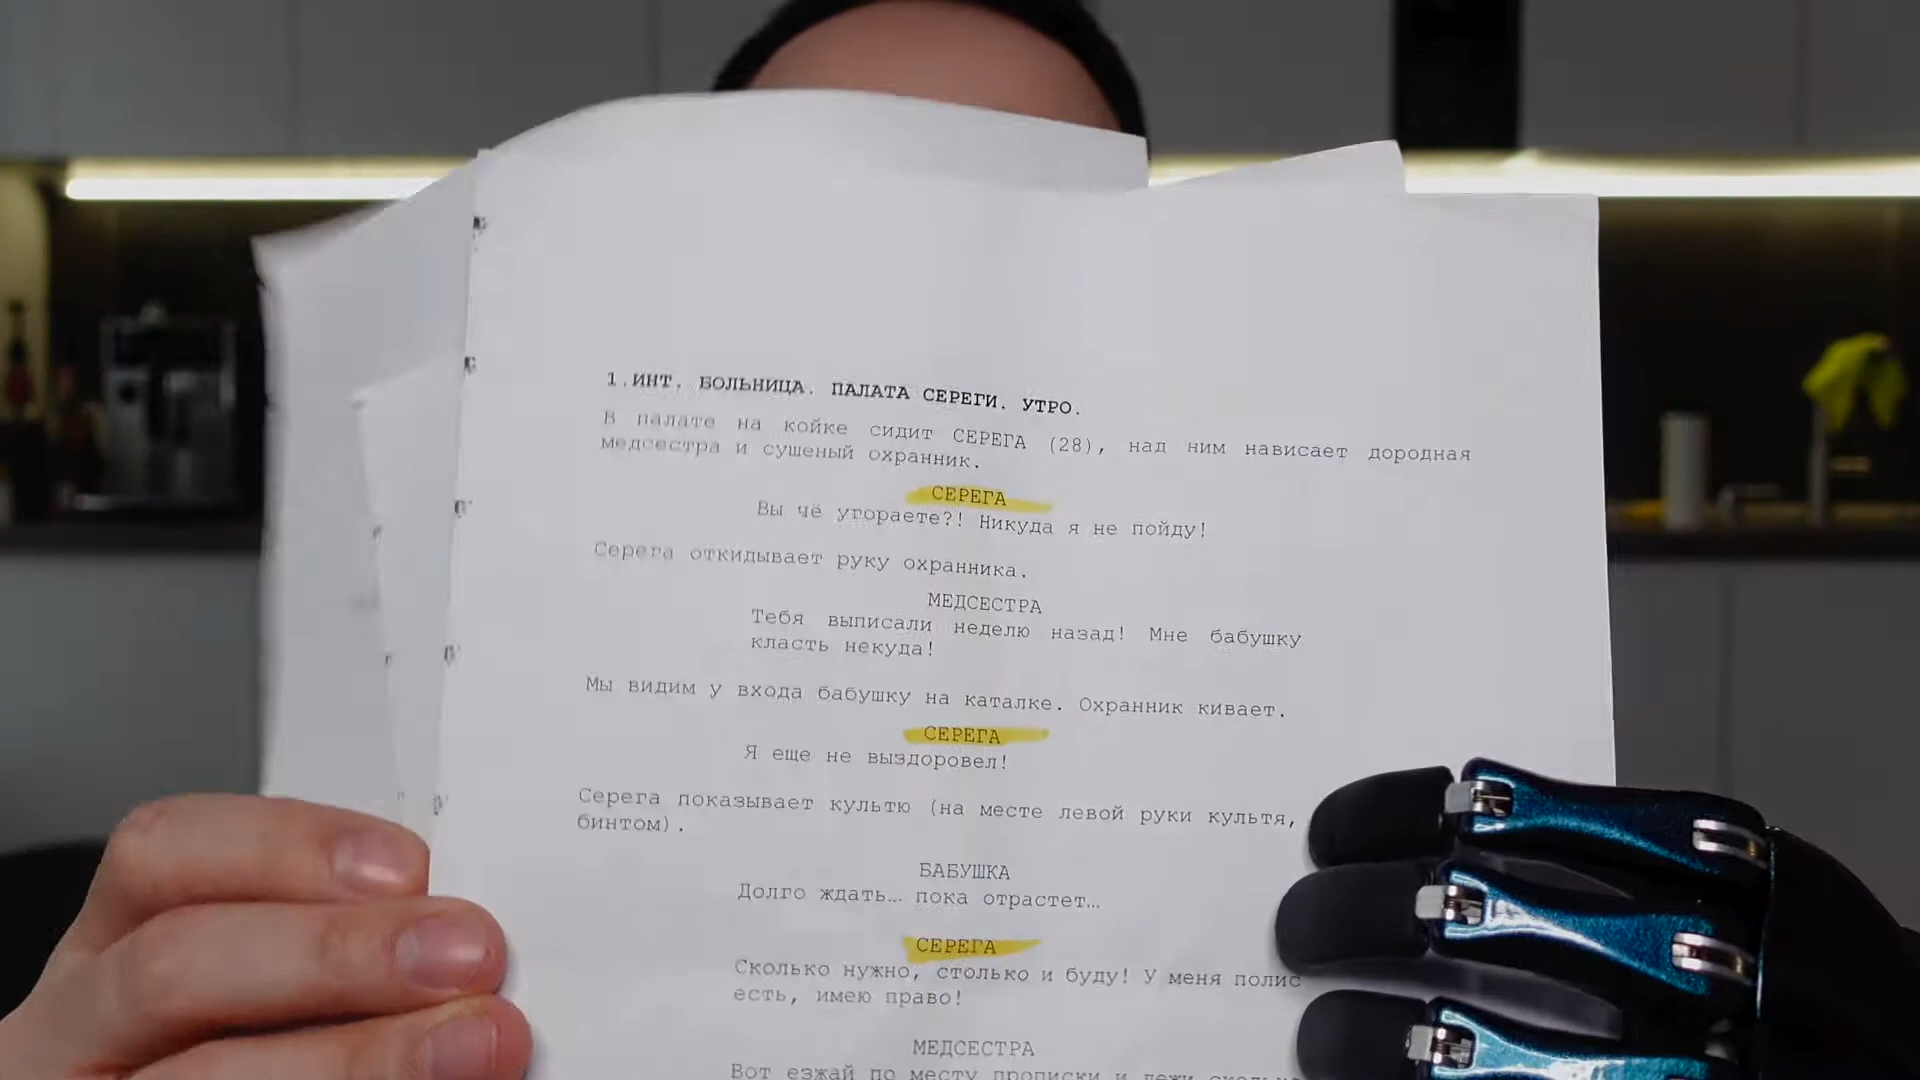 1.ИНТ. БОЛЬНИЦА. ПАЛАТА СЕРЕГИ. УТРО.
В палате на койке сидит СЕРЕГА (28), над ним нависает дородная
медсестра и сушеный охранник.
СЕРЕГА
Вы чё угораете?! Никуда я не пойду!
Серега откидывает руку охранника.
МЕДСЕСТРА
Тебя выписали неделю назад! Мне бабушку
класть некуда!
Мы видим у входа бабушку на каталке. Охранник кивает.
СЕРЕГА
Я еще не выздоровел!
Серега показывает культю (на месте левой руки культя,
бинтом).
БАБУШКА
Долго ждать… пока отрастет…
СЕРЕГА
Сколько нужно, столько и буду! У меня полис
есть, имею право!
МЕДСЕСТРА
Вот езжай по месту прописки и лежи